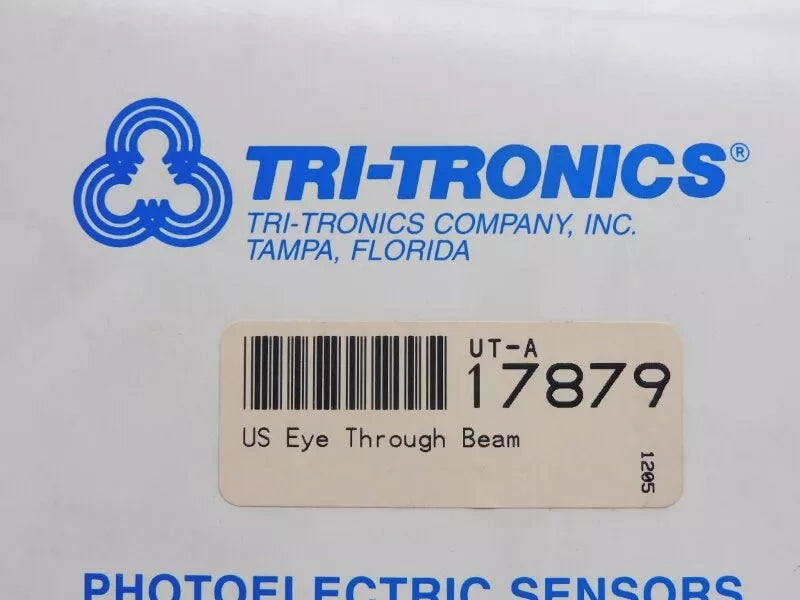 TRI-TRONICS®
TRI-TRONICS COMPANY, INC.
TAMPA, FLORIDA
UT-A
17879
US Eye Through Beam
1205
PHOTOELECTRIC SENSORS